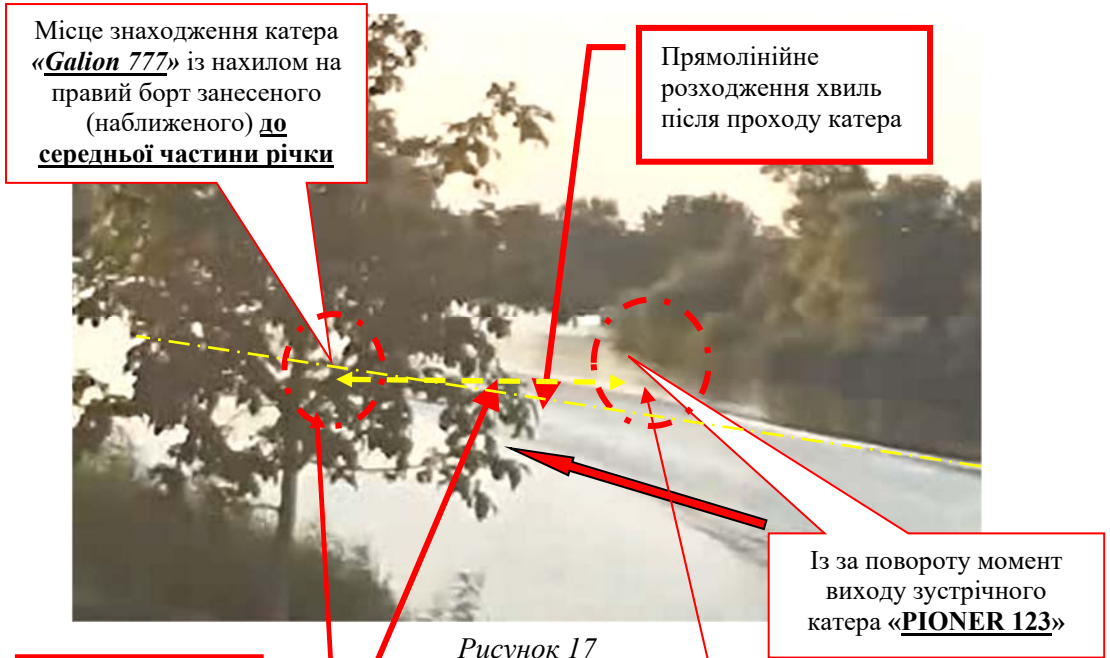 Місце знаходження катера
«Galion 777» із нахилом на
правий борт занесеного
(наближеного) до
середньої частини річки
Прямолінійне
розходження хвиль
після проходу катера
Із за повороту момент
виходу зустрічного
катера «PIONER 123»
Рисунок 17